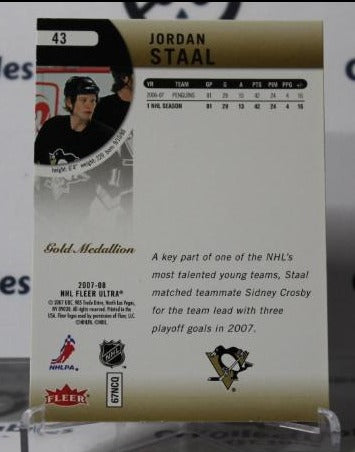 43
JORDAN
STAAL
YR TEAM GP G A PTS PIM PPG +/-
2006-07 PENGUINS 81 29 13 42 24 4 16
1 NHL SEASON 81 29 13 42 24 4 16
Gold Medallion
A key part of one of the NHL's
most talented young teams, Staal
matched teammate Sidney Crosby
for the team lead with three
playoff goals in 2007.
2007-08
NHL FLEER ULTRA®
NHLPA.
NHL
FLEER
67NCQ